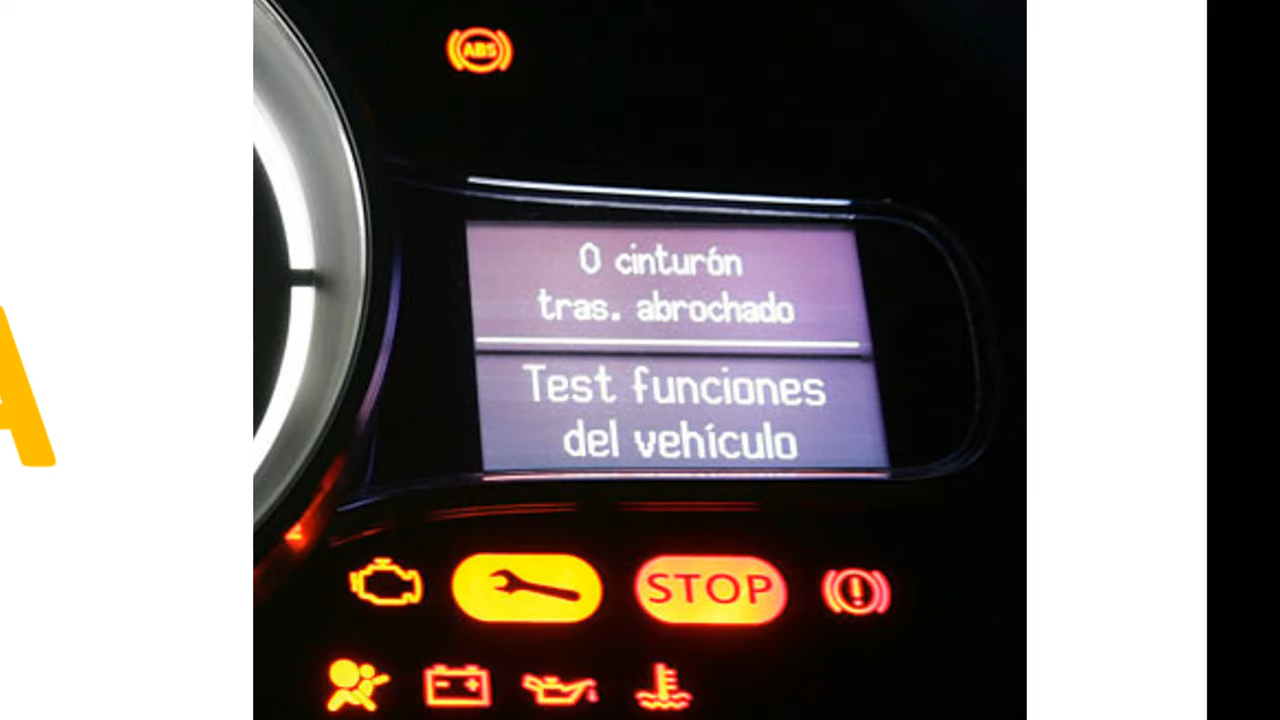 A
ABS
0 cinturón
tras. abrochado
Test funciones
del vehículo
STOP